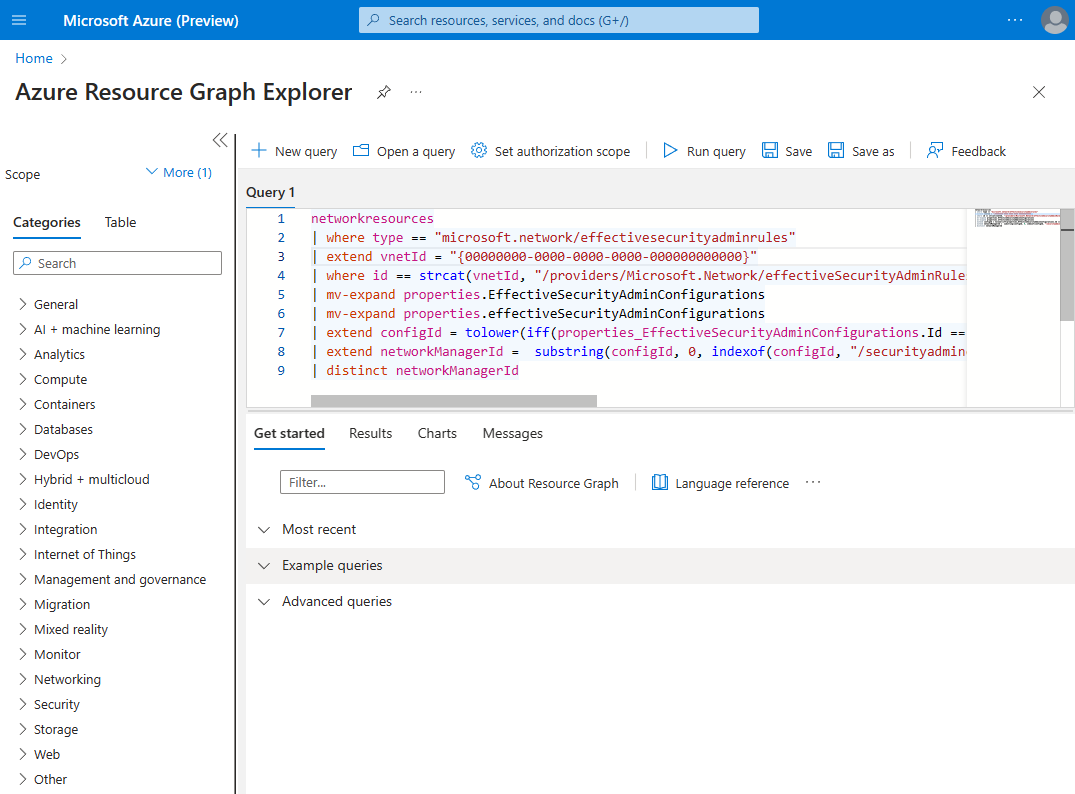 Microsoft Azure (Preview)
Search resources, services, and docs (G+/)
Home
Azure Resource Graph Explorer
Scope
More (1)
Categories
Table
Search
General
AI + machine learning
Analytics
Compute
Containers
Databases
DevOps
Hybrid + multicloud
Identity
Integration
Internet of Things
Management and governance
Migration
Mixed reality
Monitor
Networking
Security
Storage
Web
Other
New query
Open a query
Set authorization scope
Run query
Save
Save as
Feedback
Query 1
1 networkresources
2 | where type == "microsoft.network/effectivesecurityadminrules"
3 | extend vnetId = "{00000000-0000-0000-0000-000000000000}"
4 | where id == strcat(vnetId, "/providers/Microsoft.Network/effectiveSecurityAdminRule
5 | mv-expand properties.EffectiveSecurityAdminConfigurations
6 | mv-expand properties.effectiveSecurityAdminConfigurations
7 | extend configId = tolower(iff(properties_EffectiveSecurityAdminConfigurations.Id ==
8 | extend networkManagerId = substring(configId, 0, indexof(configId, "/securityadmin
9 | distinct networkManagerId
Get started
Results
Charts
Messages
Filter...
About Resource Graph
Language reference
Most recent
Example queries
Advanced queries